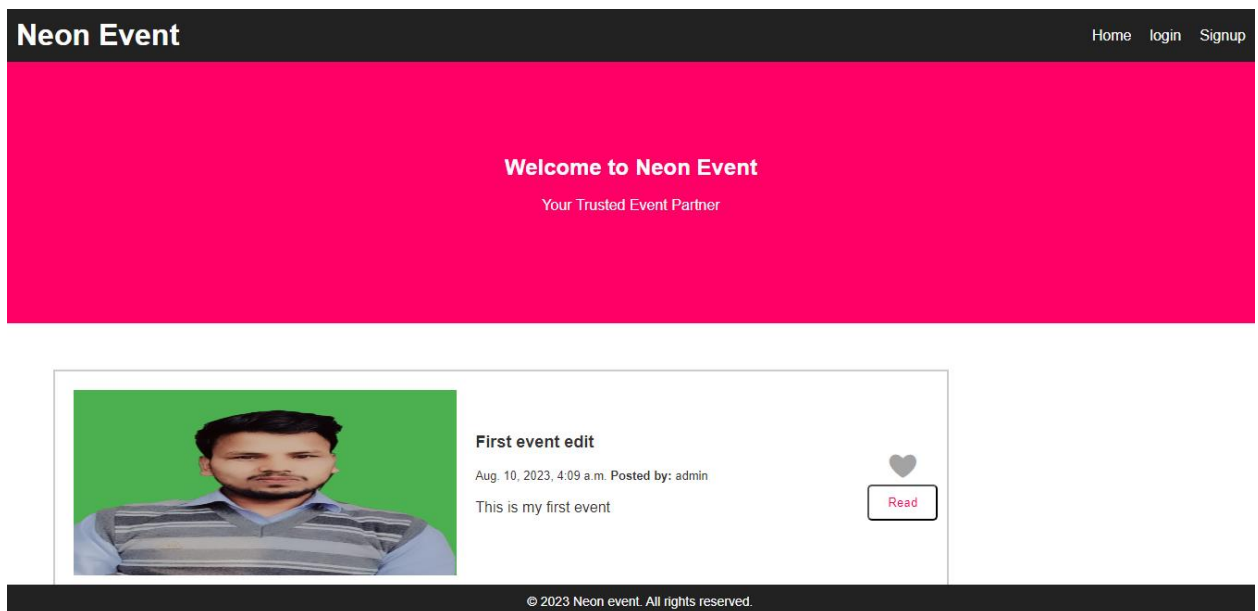 Neon Event
Home login Signup
Welcome to Neon Event
Your Trusted Event Partner
First event edit
Aug. 10, 2023, 4:09 a.m. Posted by: admin
This is my first event
Read
© 2023 Neon event. All rights reserved.